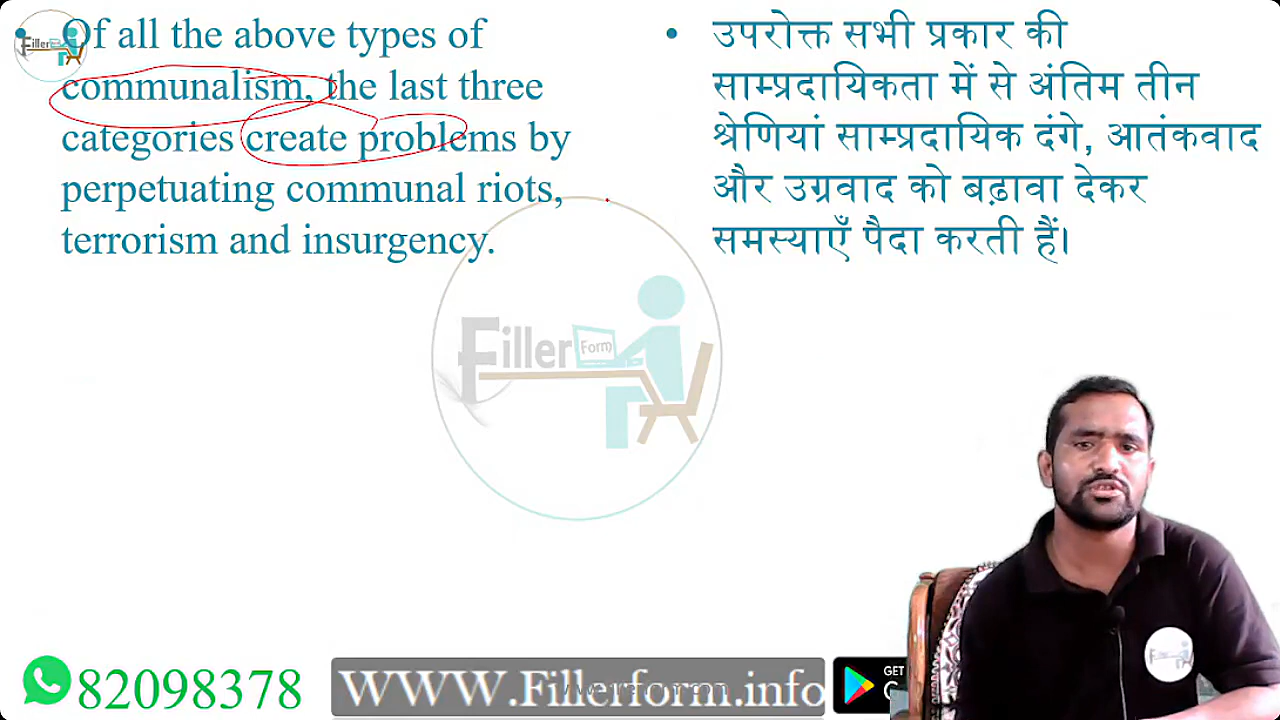 Filler
• Of all the above types of
communalism, the last three
categories create problems by
perpetuating communal riots,
terrorism and insurgency.
• उपरोक्त सभी प्रकार की
साम्प्रदायिकता में से अंतिम तीन
श्रेणियां साम्प्रदायिक दंगे, आतंकवाद
और उग्रवाद को बढ़ावा देकर
समस्याएँ पैदा करती हैं।
Filler Form
82098378
WWW.Fillerform.info
GET